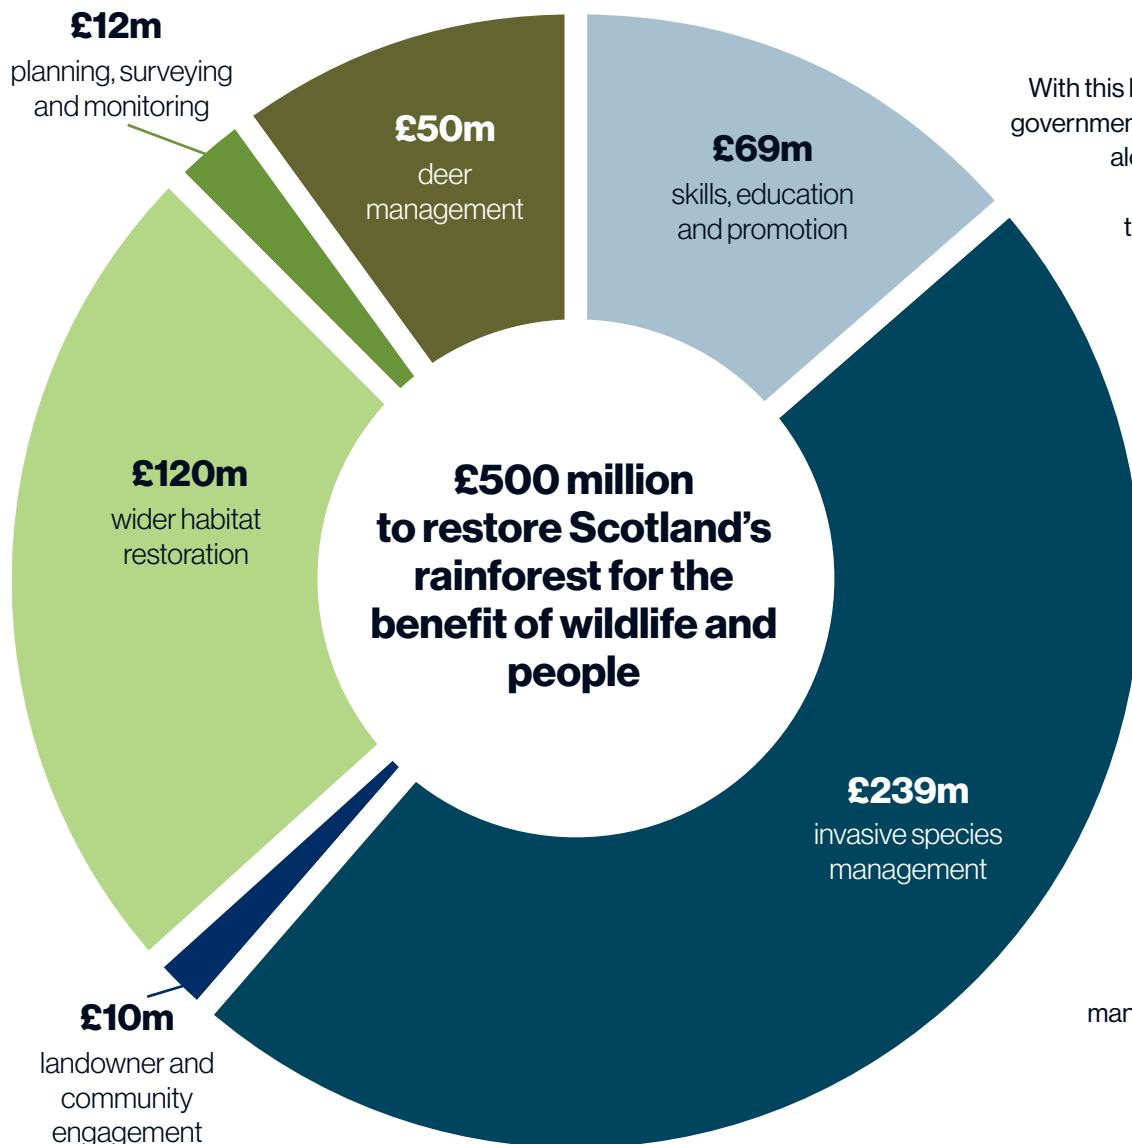 £12m
planning, surveying
and monitoring
£50m
deer
management
£69m
skills, education
and promotion
With this
governmen
£120m
wider habitat
restoration
£500 million
to restore Scotland’s
rainforest for the
benefit of wildlife and
people
£239m
invasive species
management
£10m
landowner and
community
engagement
man